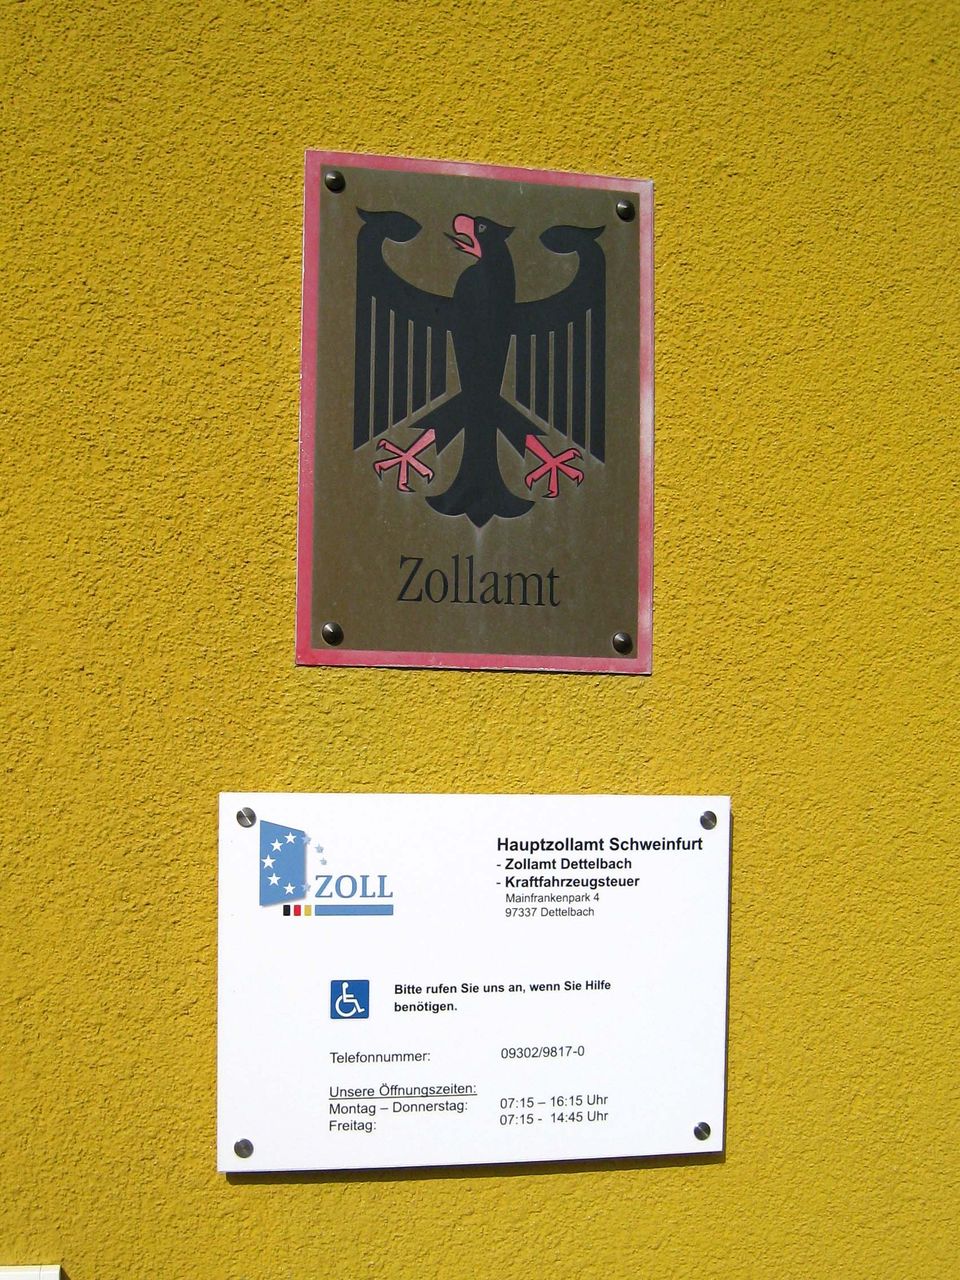 Zollamt
ZOLL
Hauptzollamt Schweinfurt
- Zollamt Dettelbach
- Kraftfahrzeugsteuer
Mainfrankenpark 4
97337 Dettelbach
Bitte rufen Sie uns an, wenn Sie Hilfe
benötigen.
Telefonnummer: 09302/9817-0
Unsere Öffnungszeiten:
Montag – Donnerstag: 07:15 – 16:15 Uhr
Freitag: 07:15 - 14:45 Uhr